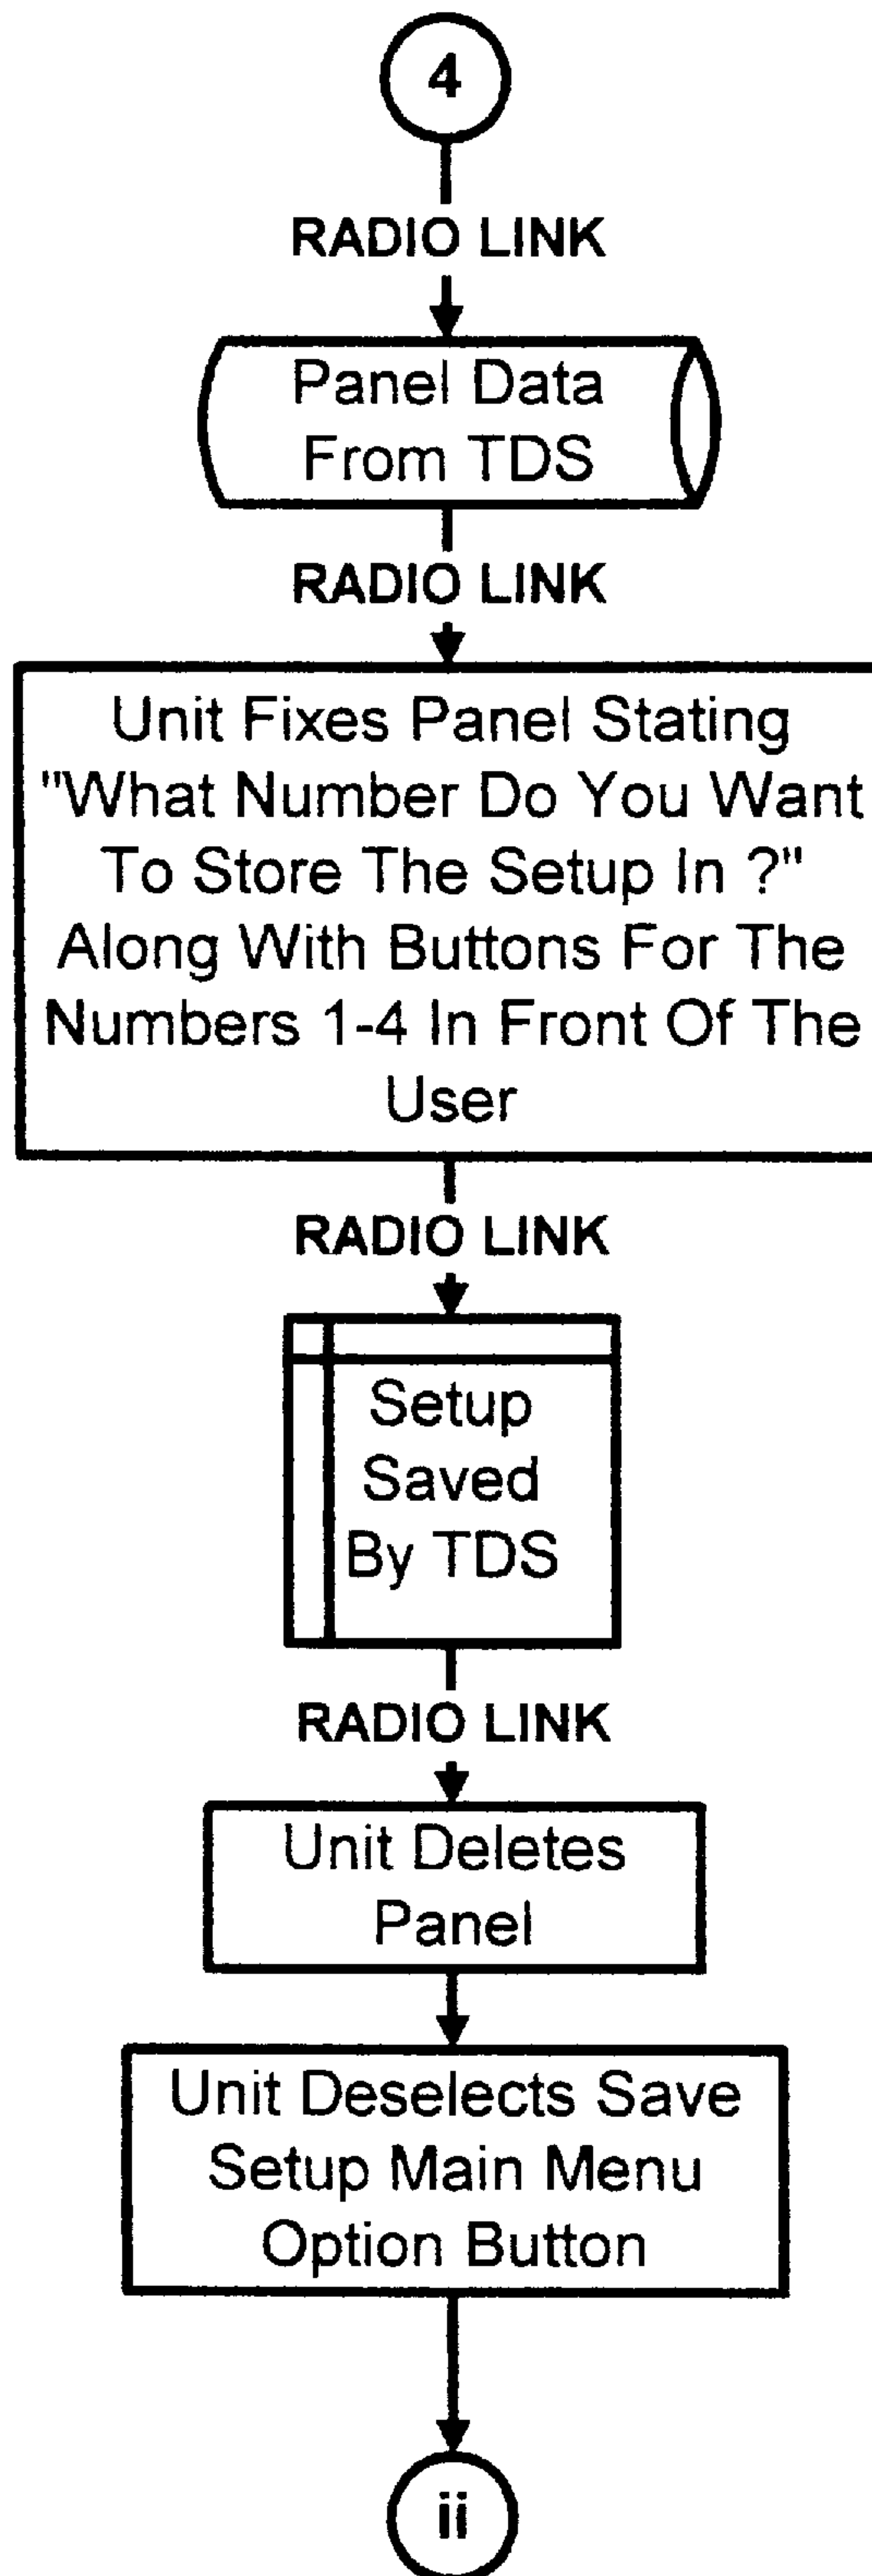 4
RADIO LINK
Panel Data
From TDS
RADIO LINK
Unit Fixes Panel Stating
"What Number Do You Want
To Store The Setup In ?"
Along With Buttons For The
Numbers 1-4 In Front Of The
User
RADIO LINK
Setup
Saved
By TDS
RADIO LINK
Unit Deletes
Panel
Unit Deselects Save
Setup Main Menu
Option Button
ii